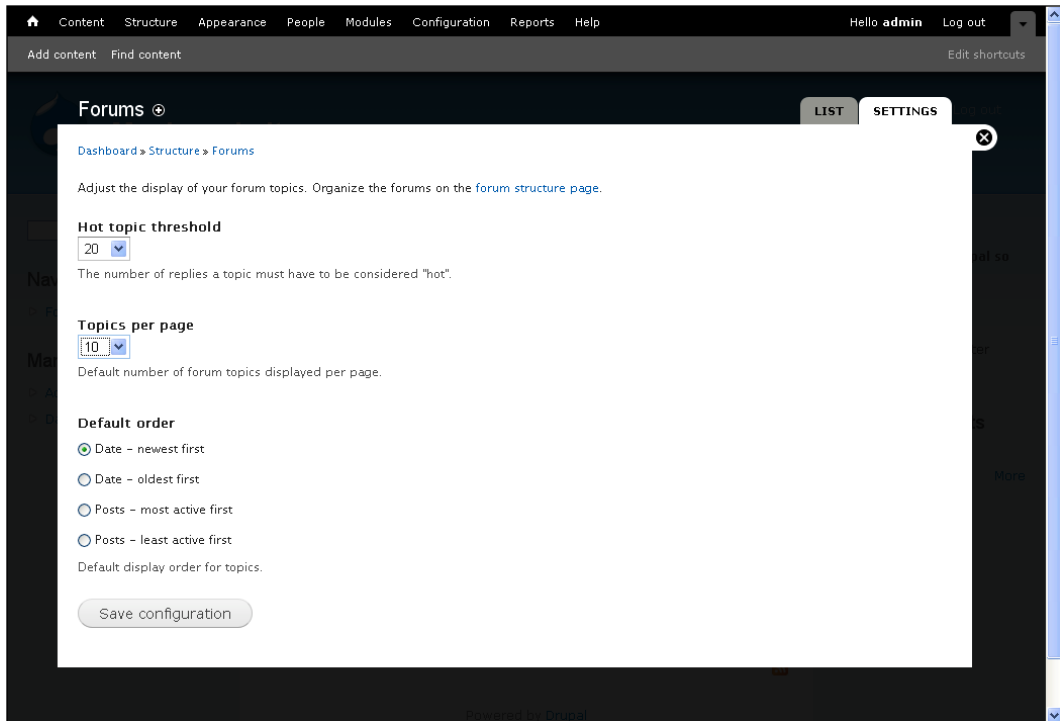 Content Structure Appearance People Modules Configuration Reports Help Hello admin Log out
Add content Find content Edit shortcuts
Forums LIST SETTINGS
Dashboard » Structure » Forums
Adjust the display of your forum topics. Organize the forums on the forum structure page.
Hot topic threshold
20
The number of replies a topic must have to be considered "hot".
Topics per page
10
Default number of forum topics displayed per page.
Default order
Date – newest first
Date – oldest first
Posts – most active first
Posts – least active first
More
Default display order for topics.
Save configuration
Powered by Drupal